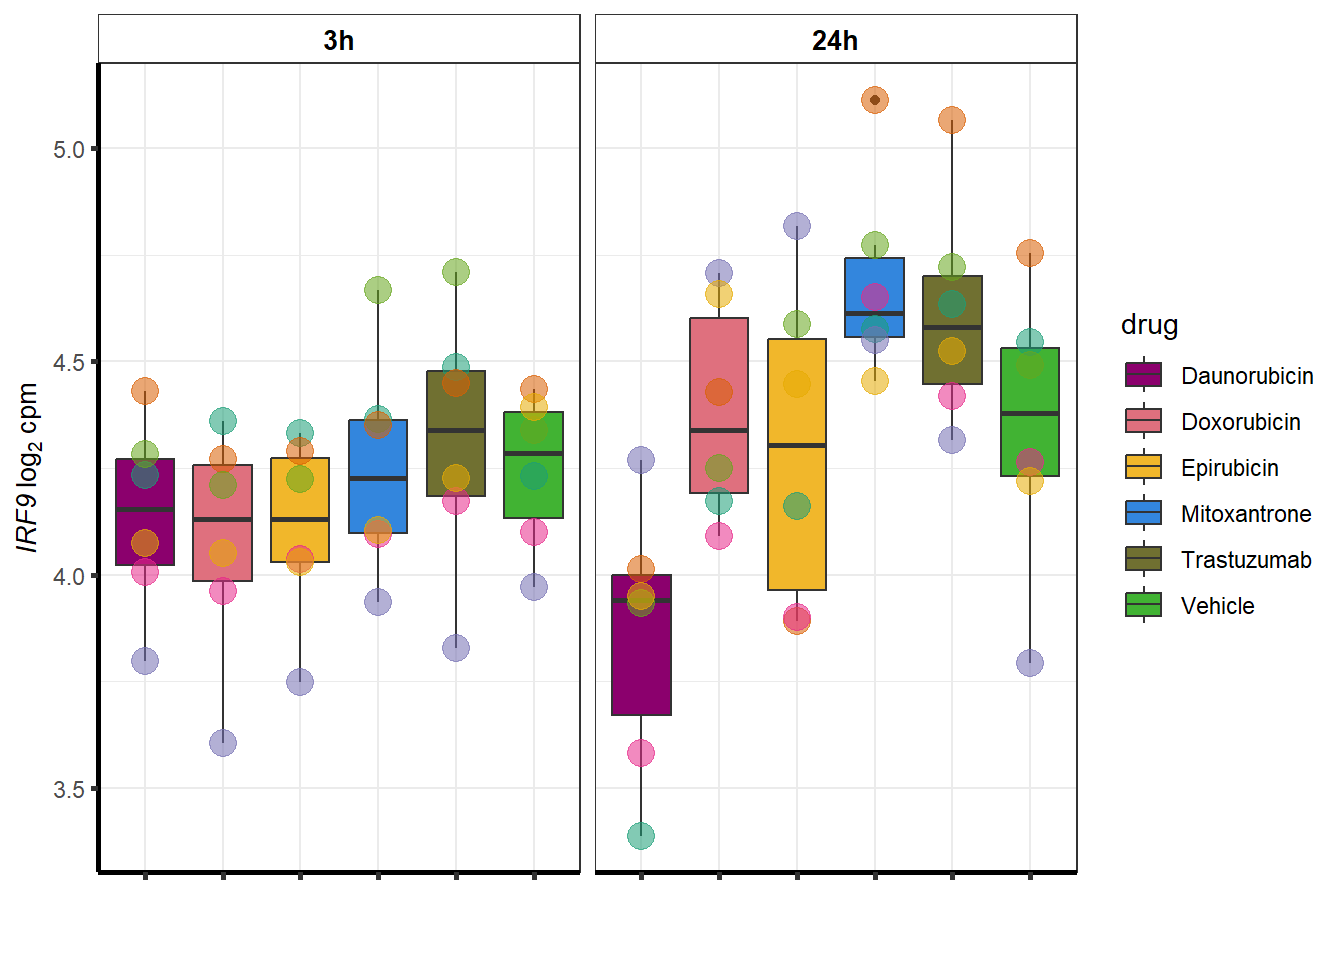 3h
24h
5.0
4.5
4.0
3.5
IRF9 log₂ cpm
drug
Daunorubicin
Doxorubicin
Epirubicin
Mitoxantrone
Trastuzumab
Vehicle